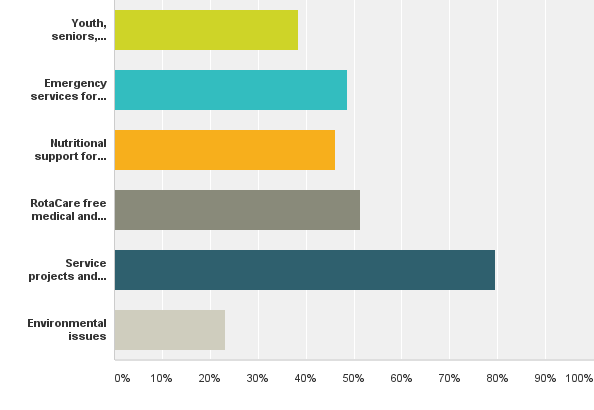 Youth,
seniors,...
Emergency
services for...
Nutritional
support for...
RotaCare free
medical and...
Service
projects and...
Environmental
issues
0% 10% 20% 30% 40% 50% 60% 70% 80% 90% 100%